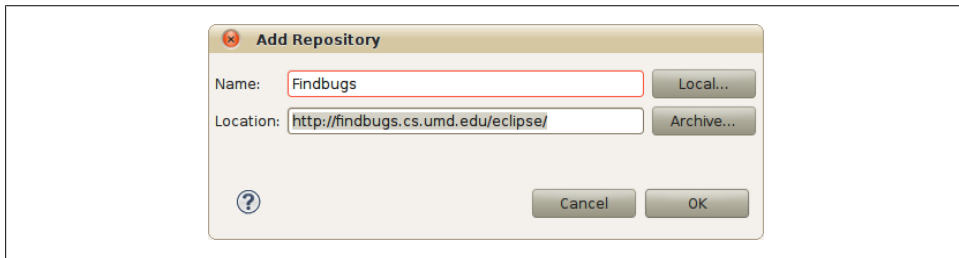 Add Repository
Name: Findbugs Local...
Location: http://findbugs.cs.umd.edu/eclipse/ Archive...
? Cancel OK